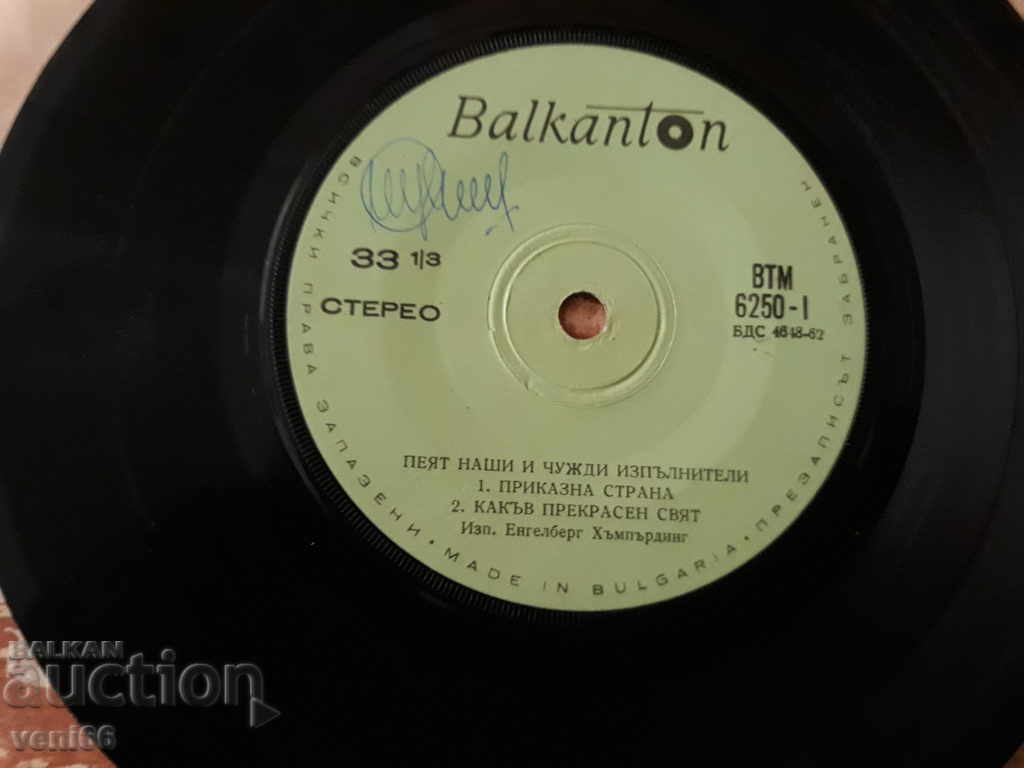 Balkanton
33 1/3
СТЕРЕО
ВТМ
6250-I
БДС 4648-62
ПЕЯТ НАШИ И ЧУЖДИ ИЗПЪЛНИТЕЛИ
1. ПРИКАЗНА СТРАНА
2. КАКЪВ ПРЕКРАСЕН СВЯТ
Изп. Енгелберг Хъмпърдинг
ВСИЧКИ ПРАВА ЗАПАЗЕНИ • MADE IN BULGARIA • ПРЕЗАПИСЪТ ЗАБРАНЕН
BALKAN
auction
veni66